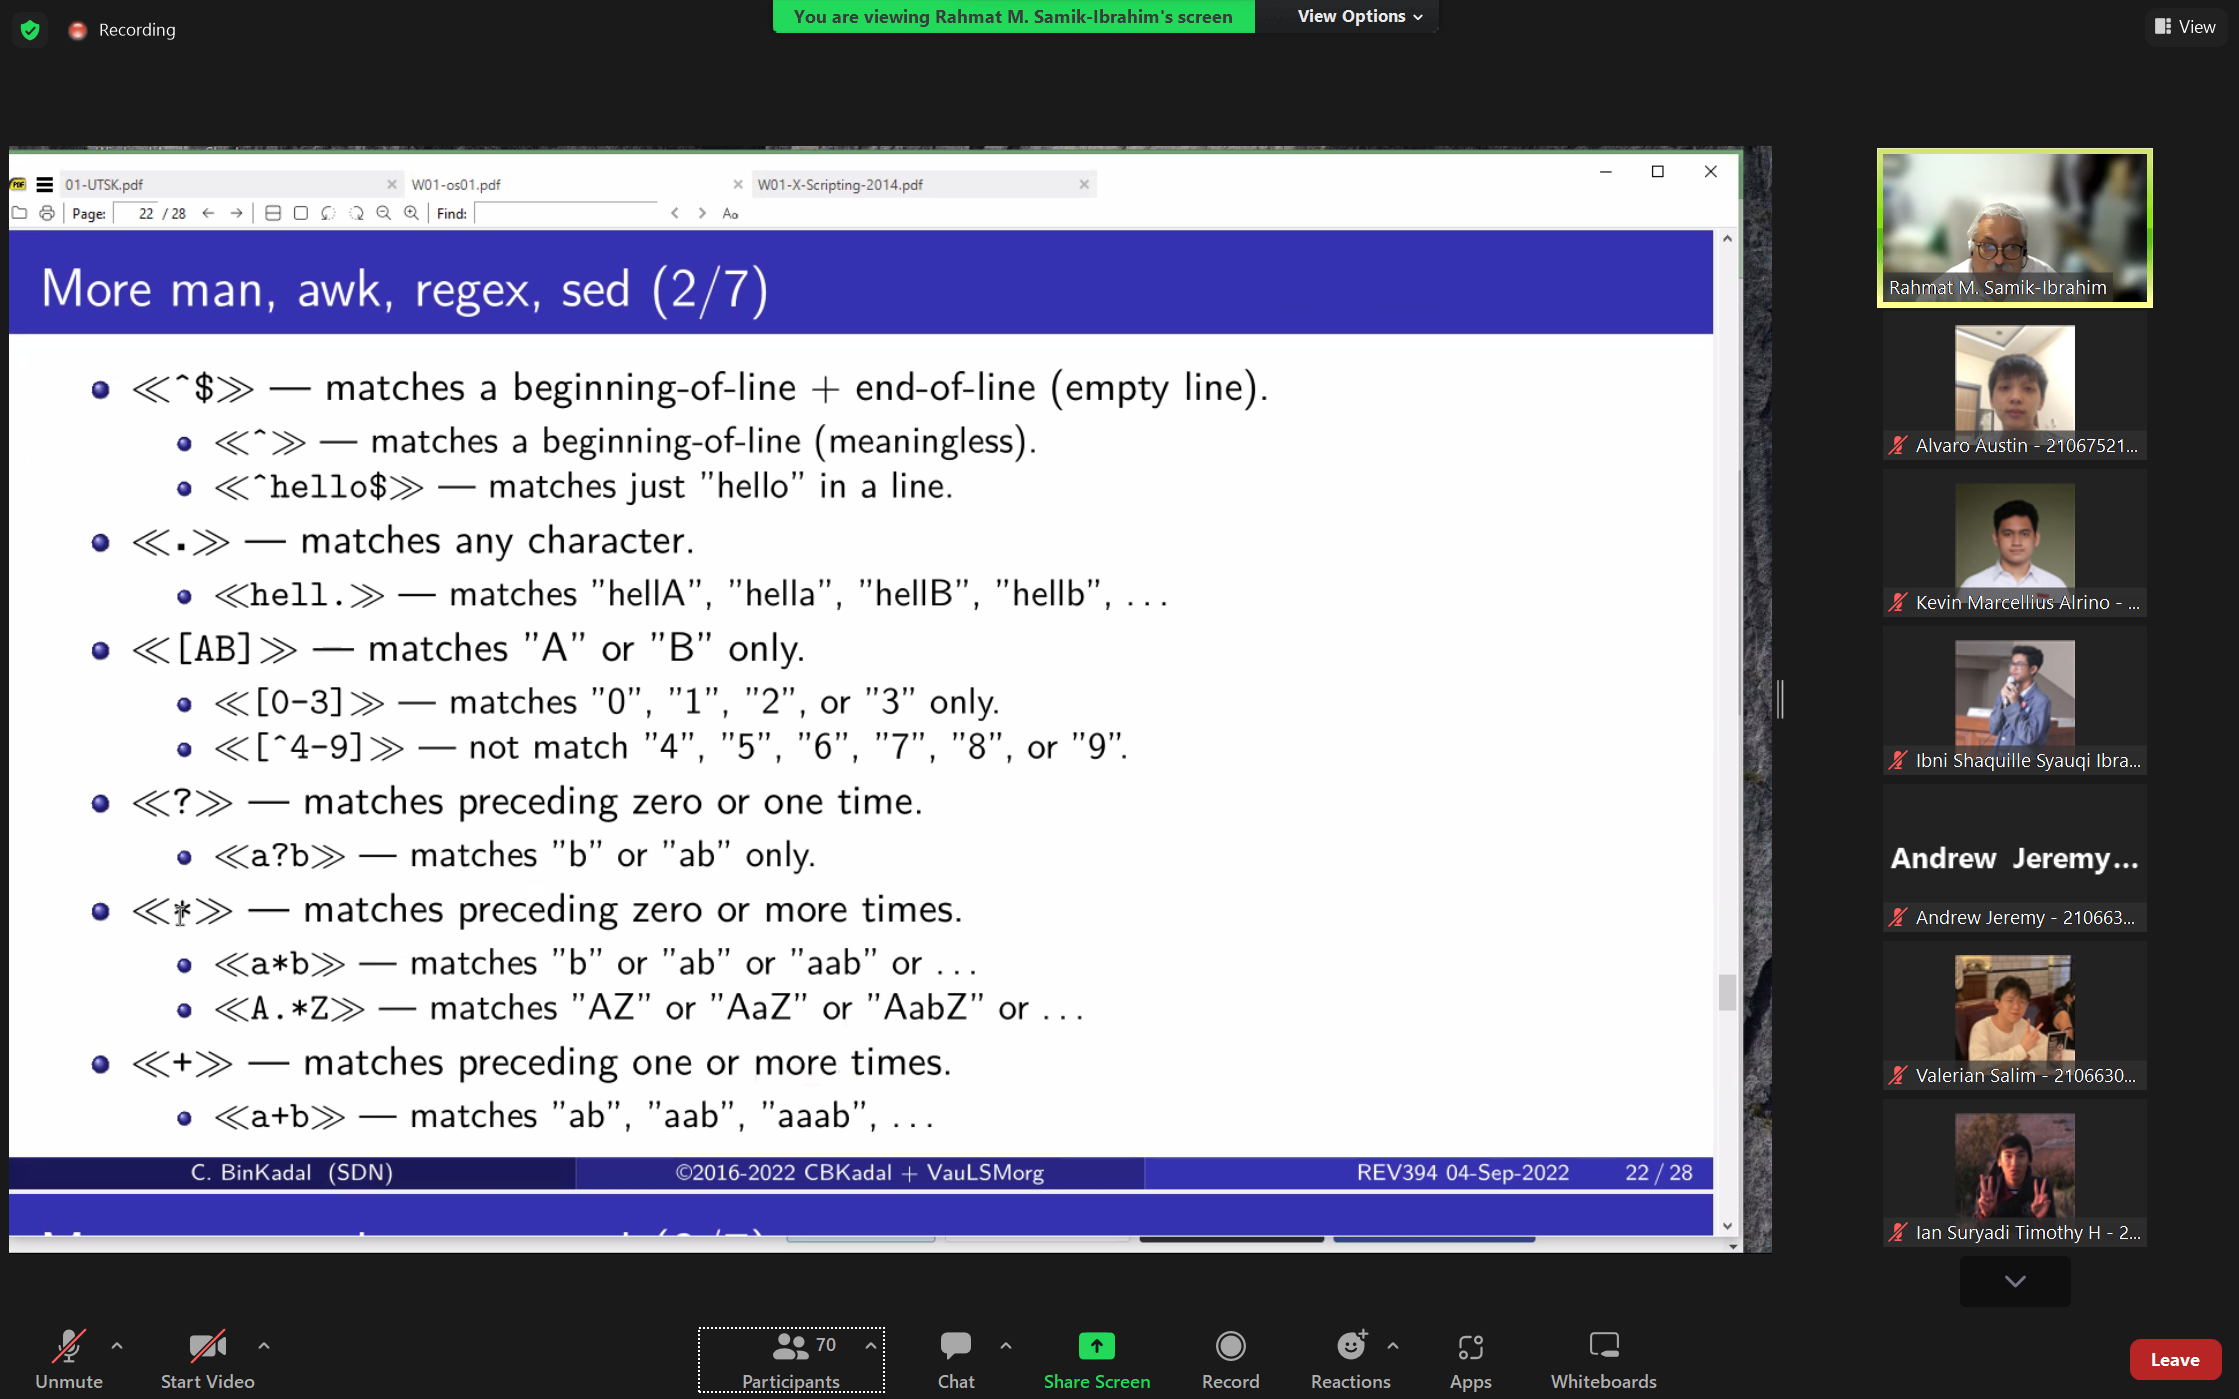 Recording
You are viewing Rahmat M. Samik-Ibrahim's screen
View Options
View
01-UTSK.pdf
W01-os01.pdf
W01-X-Scripting-2014.pdf
Page: 22 / 28
Find:
Aa
More man, awk, regex, sed (2/7)
≪^$≫ — matches a beginning-of-line + end-of-line (empty line).
≪^≫ — matches a beginning-of-line (meaningless).
≪^hello$≫ — matches just ”hello” in a line.
≪.≫ — matches any character.
≪hell.≫ — matches ”hellA”, ”hella”, ”hellB”, ”hellb”, . . .
≪[AB]≫ — matches ”A” or ”B” only.
≪[0-3]≫ — matches ”0”, ”1”, ”2”, or ”3” only.
≪[^4-9]≫ — not match ”4”, ”5”, ”6”, ”7”, ”8”, or ”9”.
≪?≫ — matches preceding zero or one time.
≪a?b≫ — matches ”b” or ”ab” only.
≪*≫ — matches preceding zero or more times.
≪a*b≫ — matches ”b” or ”ab” or ”aab” or . . .
≪A.*Z≫ — matches ”AZ” or ”AaZ” or ”AabZ” or . . .
≪+≫ — matches preceding one or more times.
≪a+b≫ — matches ”ab”, ”aab”, ”aaab”, . . .
C. BinKadal (SDN)
©2016-2022 CBKadal + VauLSMorg
REV394 04-Sep-2022
22 / 28
Rahmat M. Samik-Ibrahim
Alvaro Austin - 21067521...
Kevin Marcellius Alrino - ...
Ibni Shaquille Syauqi Ibra...
Andrew Jeremy...
Andrew Jeremy - 210663...
Valerian Salim - 2106630...
Ian Suryadi Timothy H - 2...
Unmute
Start Video
70
Participants
Chat
Share Screen
Record
Reactions
Apps
Whiteboards
Leave